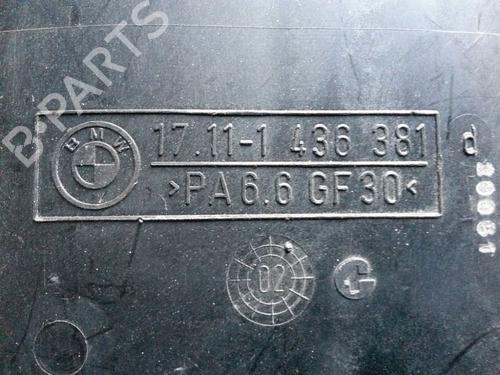 B-PARTS
BMW
17.11-1 436 381
>PA6.6 GF30<
d
02